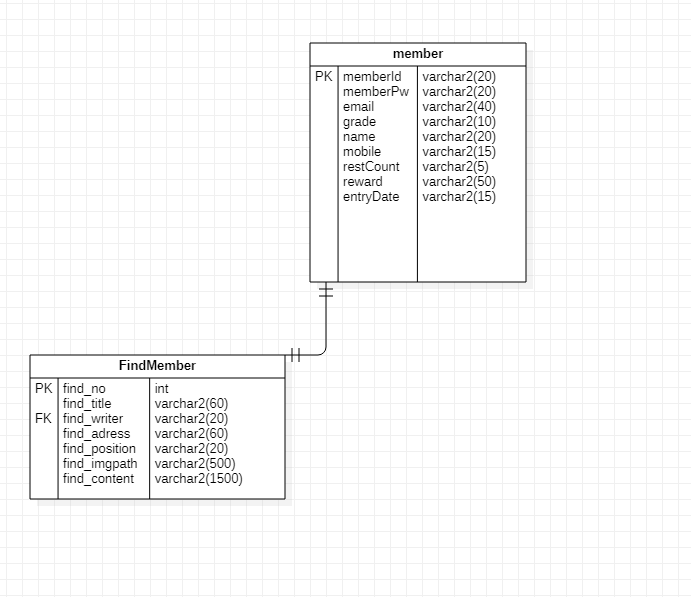 member
PK memberId varchar2(20)
memberPw varchar2(20)
email varchar2(40)
grade varchar2(10)
name varchar2(20)
mobile varchar2(15)
restCount varchar2(5)
reward varchar2(50)
entryDate varchar2(15)
FindMember
PK find_no int
find_title varchar2(60)
FK find_writer varchar2(20)
find_adress varchar2(60)
find_position varchar2(20)
find_imgpath varchar2(500)
find_content varchar2(1500)